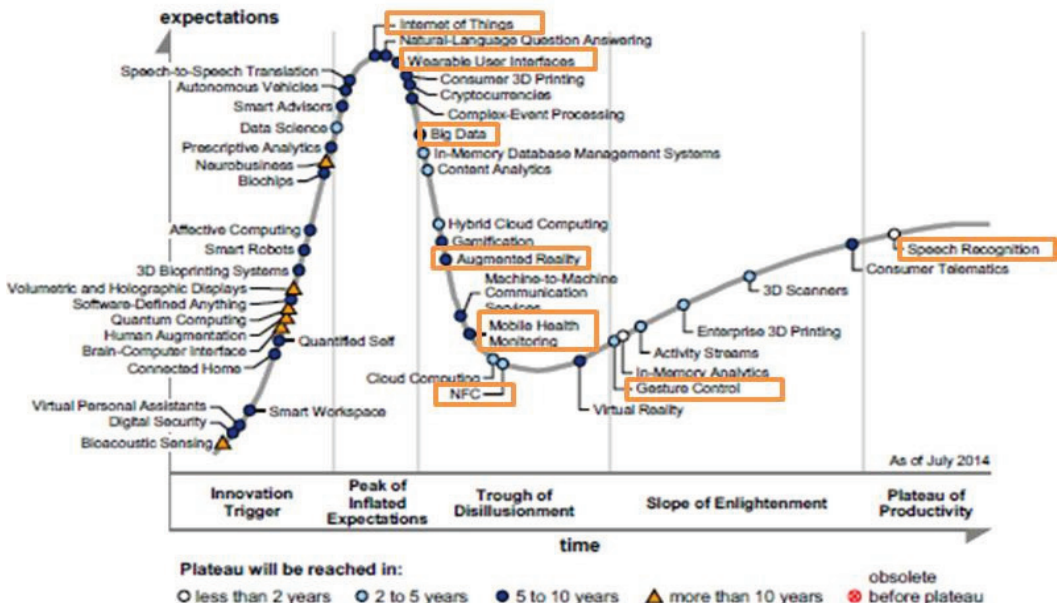 expectations
Internet of Things
Natural-Language Question Answering
Wearable User Interfaces
Consumer 3D Printing
Cryptocurrencies
Complex-Event Processing
Speech-to-Speech Translation
Autonomous Vehicles
Smart Advisors
Data Science
Prescriptive Analytics
Neurobusiness
Biochips
Big Data
In-Memory Database Management Systems
Content Analytics
Hybrid Cloud Computing
Gamification
Augmented Reality
Machine-to-Machine
Communication
Services
Mobile Health
Monitoring
Affective Computing
Smart Robots
3D Bioprinting Systems
Volumetric and Holographic Displays
Software-Defined Anything
Quantum Computing
Human Augmentation
Brain-Computer Interface
Connected Home
Quantified Self
Cloud Computing
NFC
Virtual Reality
Virtual Personal Assistants
Digital Security
Bioacoustic Sensing
Smart Workspace
Speech Recognition
Consumer Telematics
3D Scanners
Enterprise 3D Printing
Activity Streams
In-Memory Analytics
Gesture Control
As of July 2014
Innovation
Trigger
Peak of
Inflated
Expectations
Trough of
Disillusionment
Slope of Enlightenment
Plateau of
Productivity
time
Plateau will be reached in:
less than 2 years
2 to 5 years
5 to 10 years
more than 10 years
obsolete
before plateau